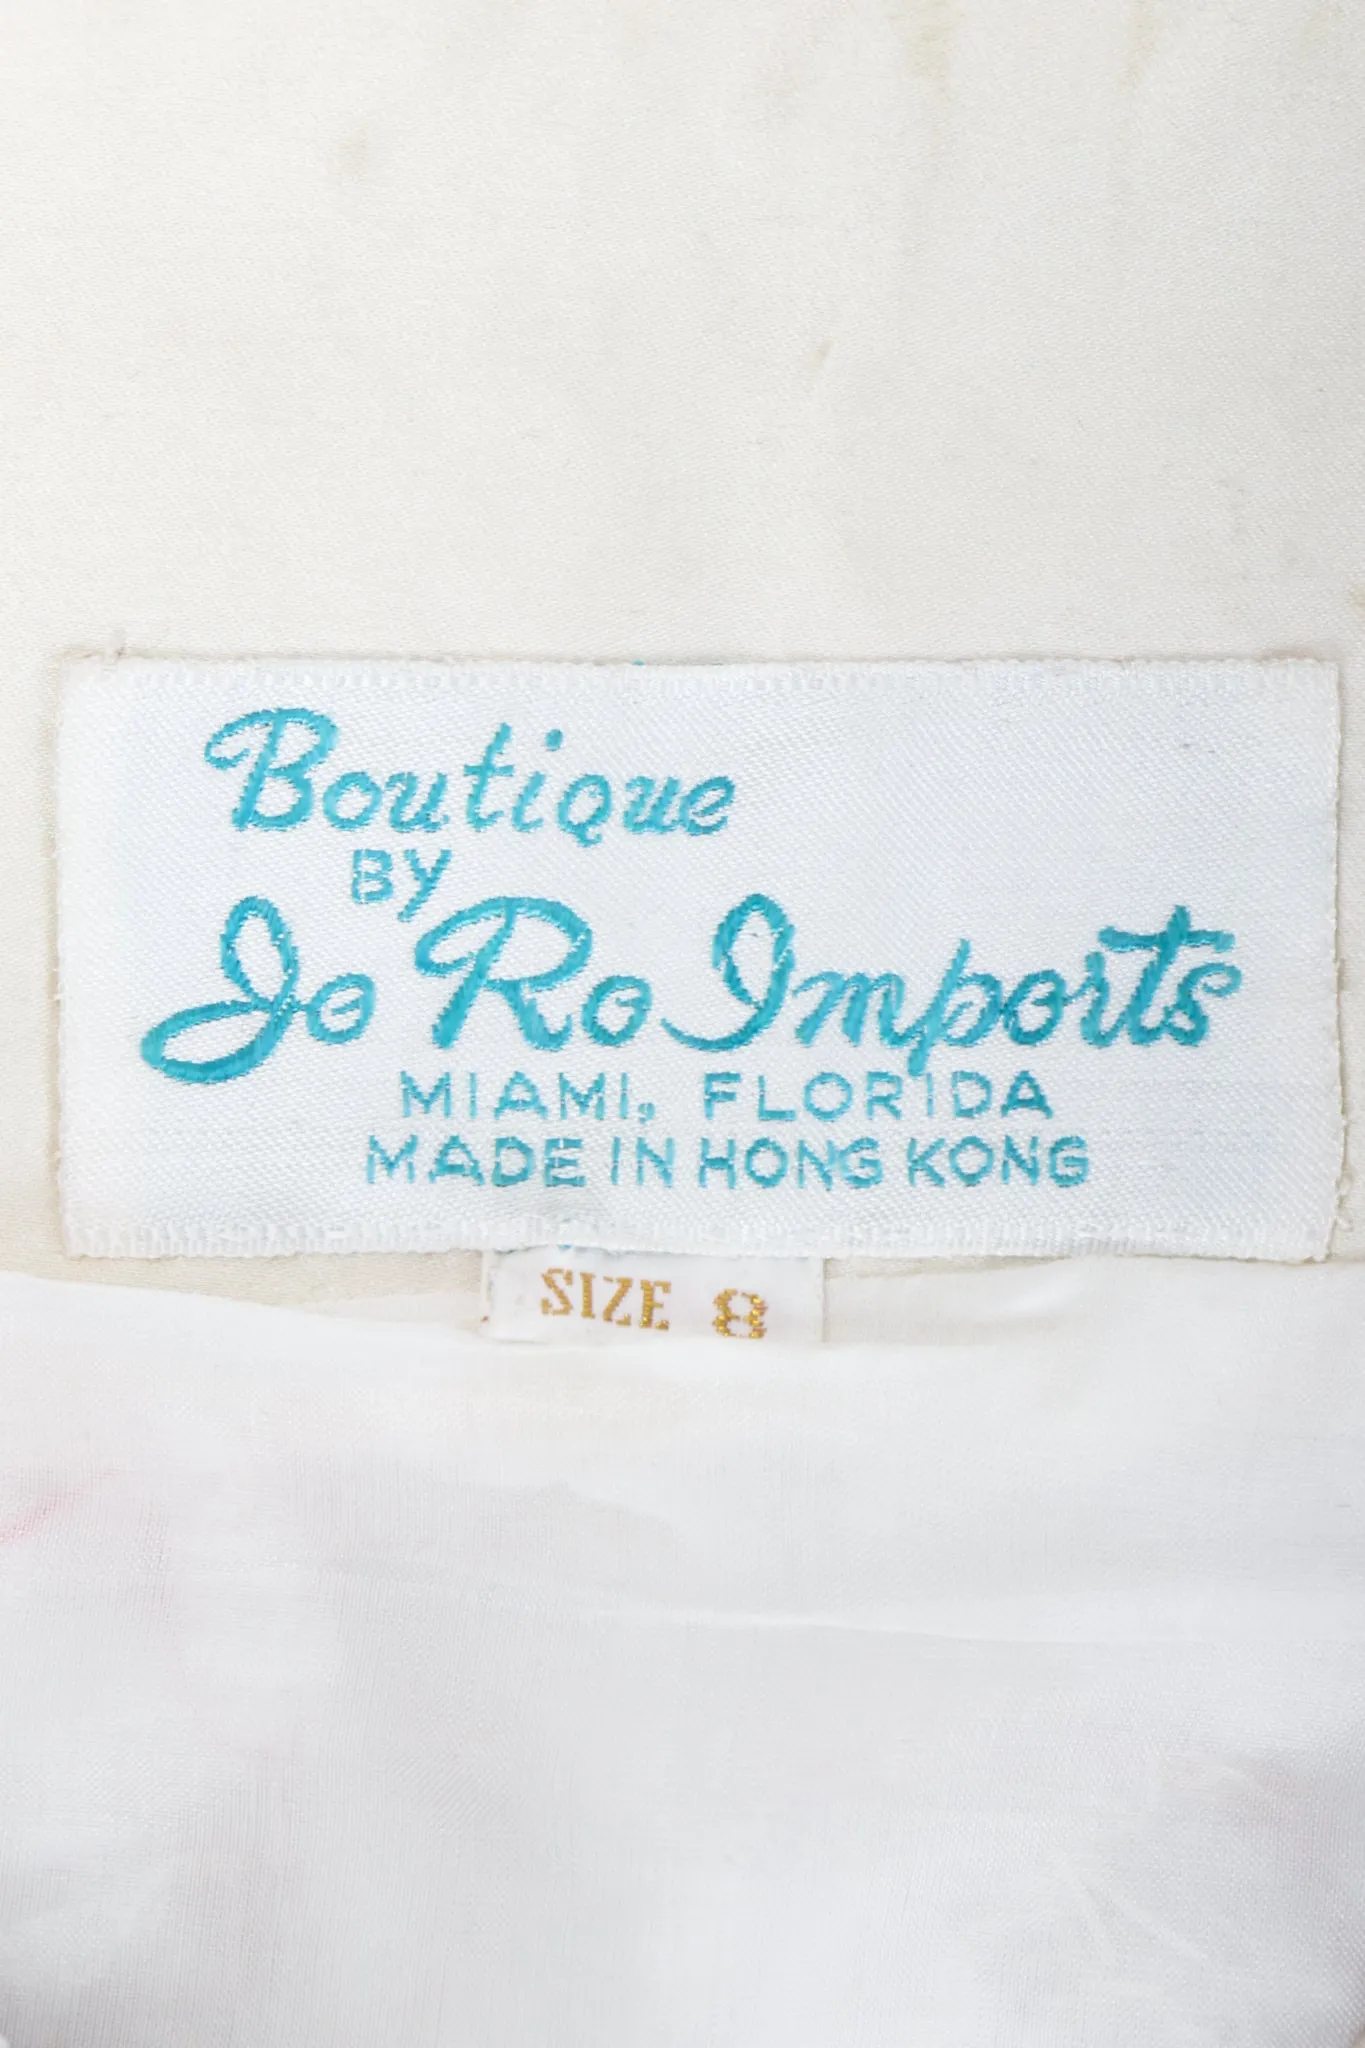 Boutique
BY
Jo Ro Imports
MIAMI, FLORIDA
MADE IN HONG KONG
SIZE 8